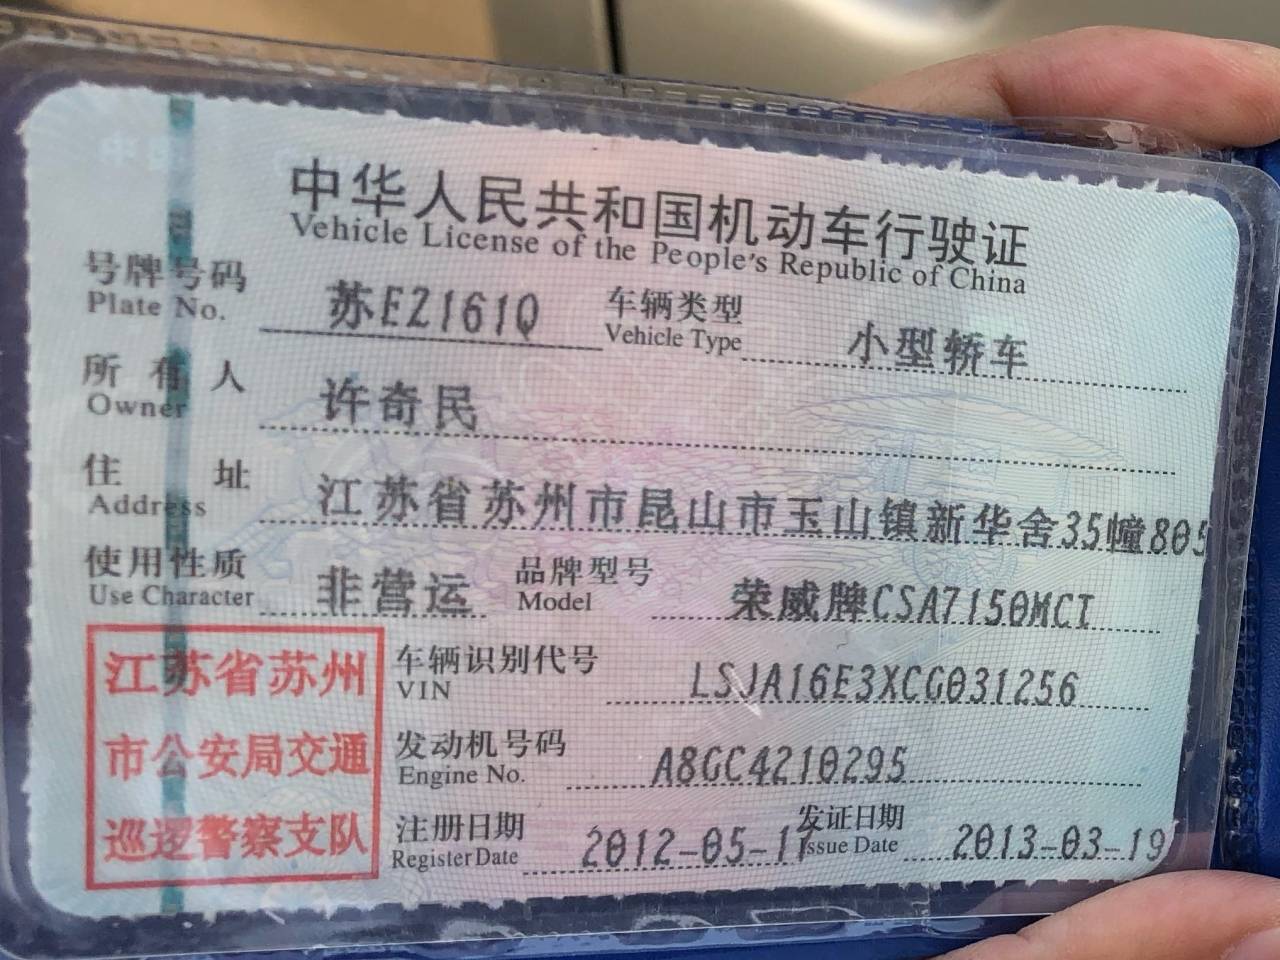 中华人民共和国机动车行驶证
Vehicle License of the People's Republic of China
号牌号码 苏EZ161Q 车辆类型 小型轿车
Plate No. Vehicle Type
所有人 许奇民
Owner
住址 江苏省苏州市昆山市玉山镇新华舍35幢805
Address
使用性质 非营运 品牌型号 荣威牌CSA7150MCI
Use Character Model
江苏省苏州
市公安局交通
巡逻警察支队
车辆识别代号 LSJA16E3XCG031256
VIN
发动机号码 A8GC4210295
Engine No.
注册日期 2012-05-17 发证日期 2013-03-19
Register Date Issue Date